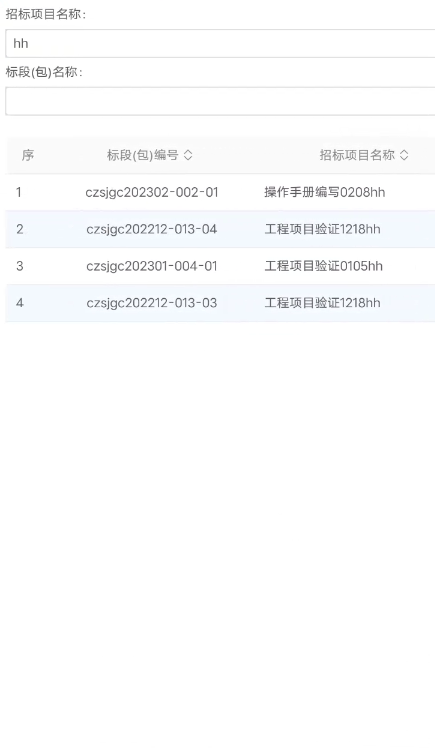 招标项目名称:
hh
标段(包)名称:
序 标段(包)编号 招标项目名称
1 czsjgc202302-002-01 操作手册编写0208hh
2 czsjgc202212-013-04 工程项目验证1218hh
3 czsjgc202301-004-01 工程项目验证0105hh
4 czsjgc202212-013-03 工程项目验证1218hh